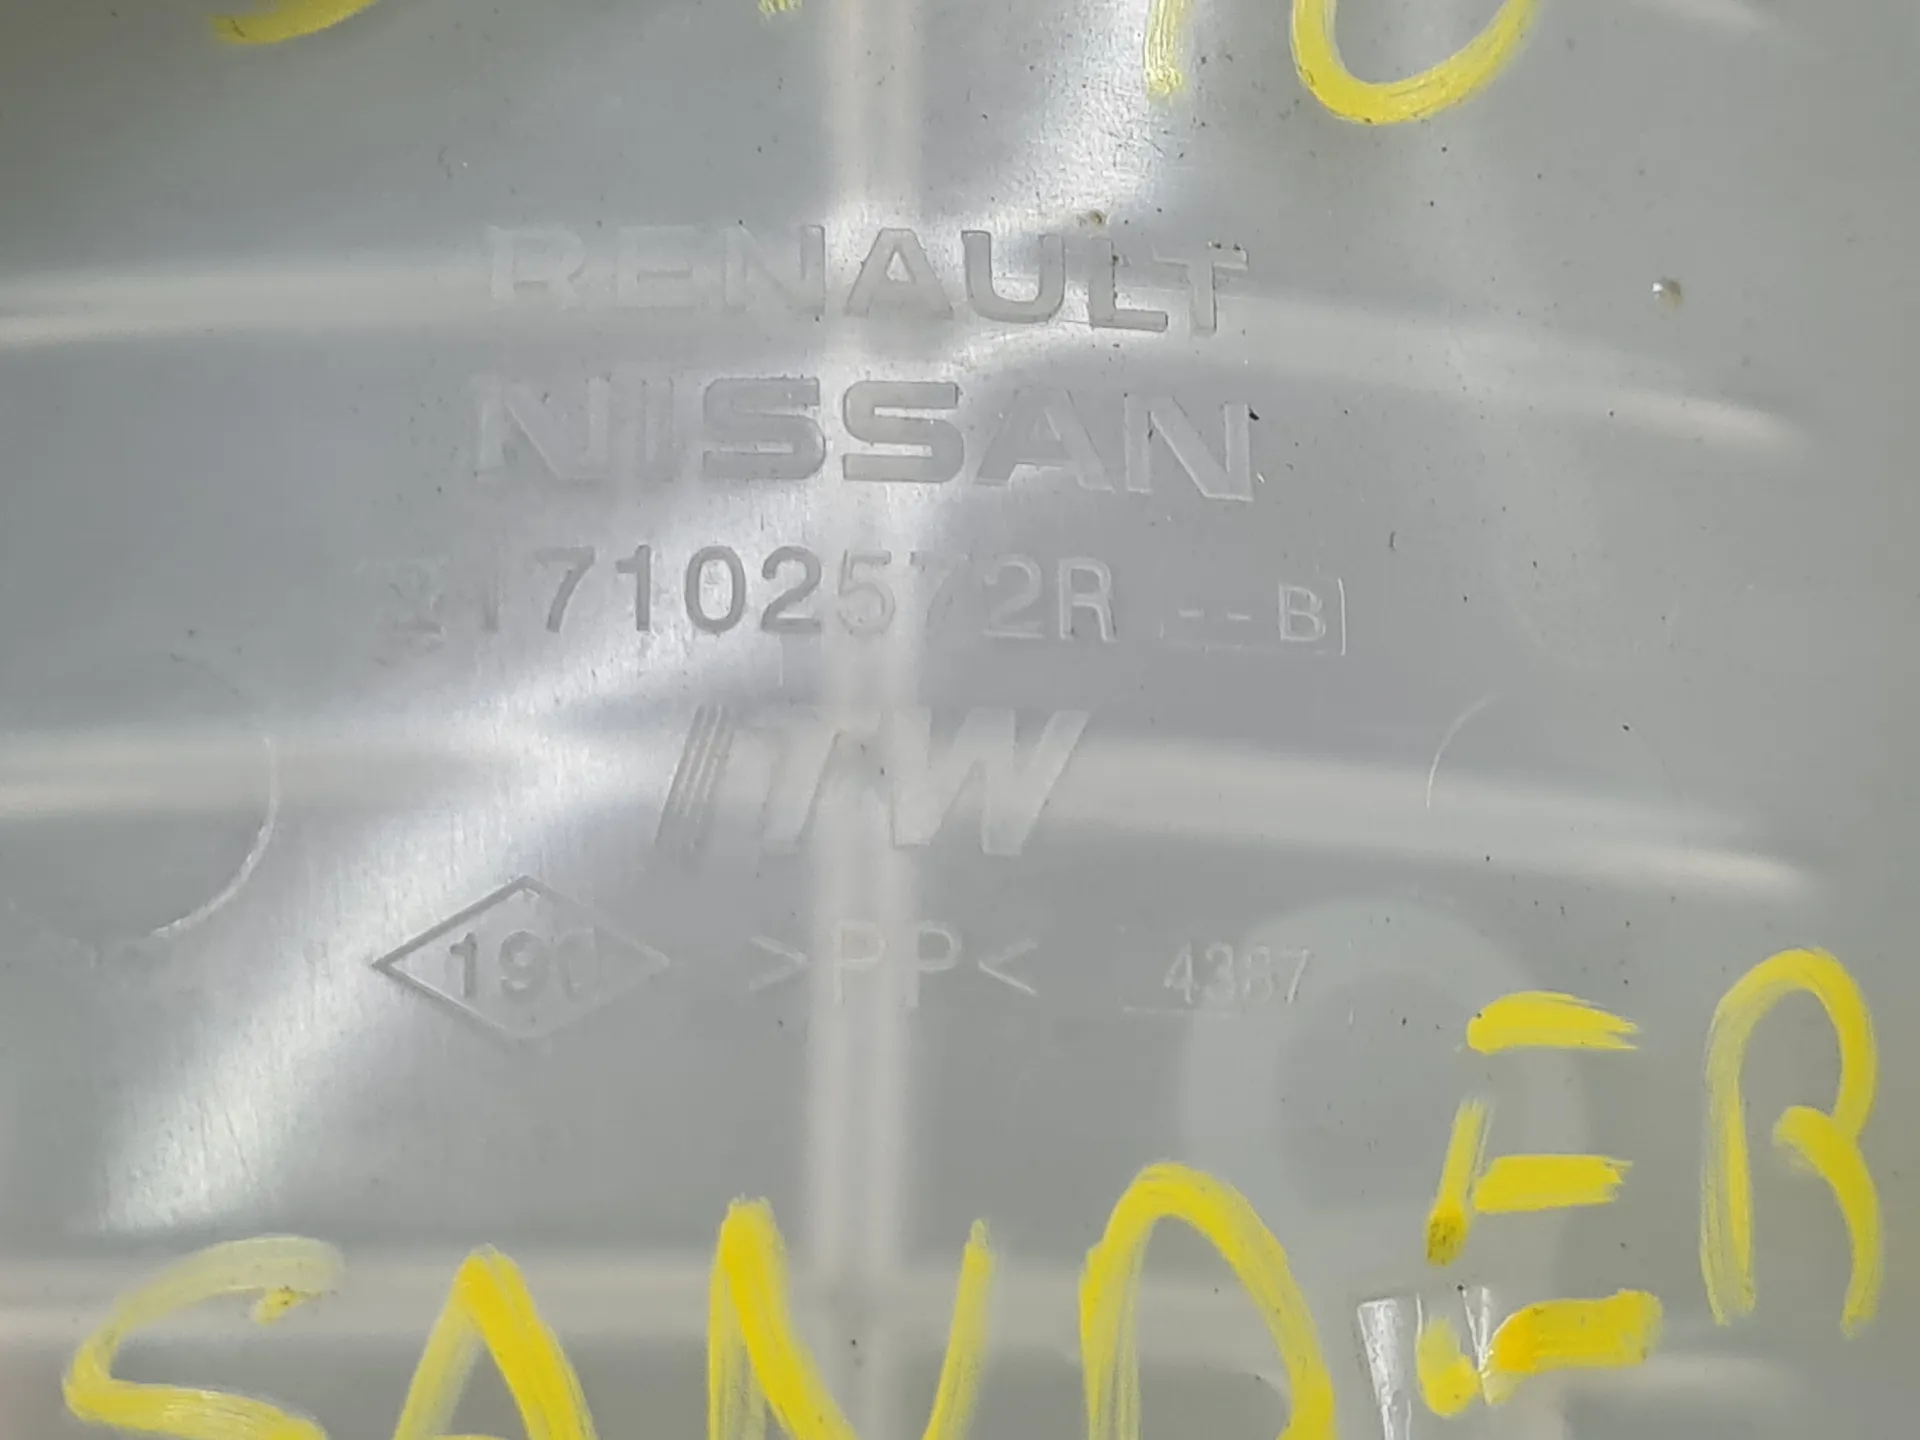 RENAULT
NISSAN
217102572R --B
ITW
190 >PP< 4387
SANDER